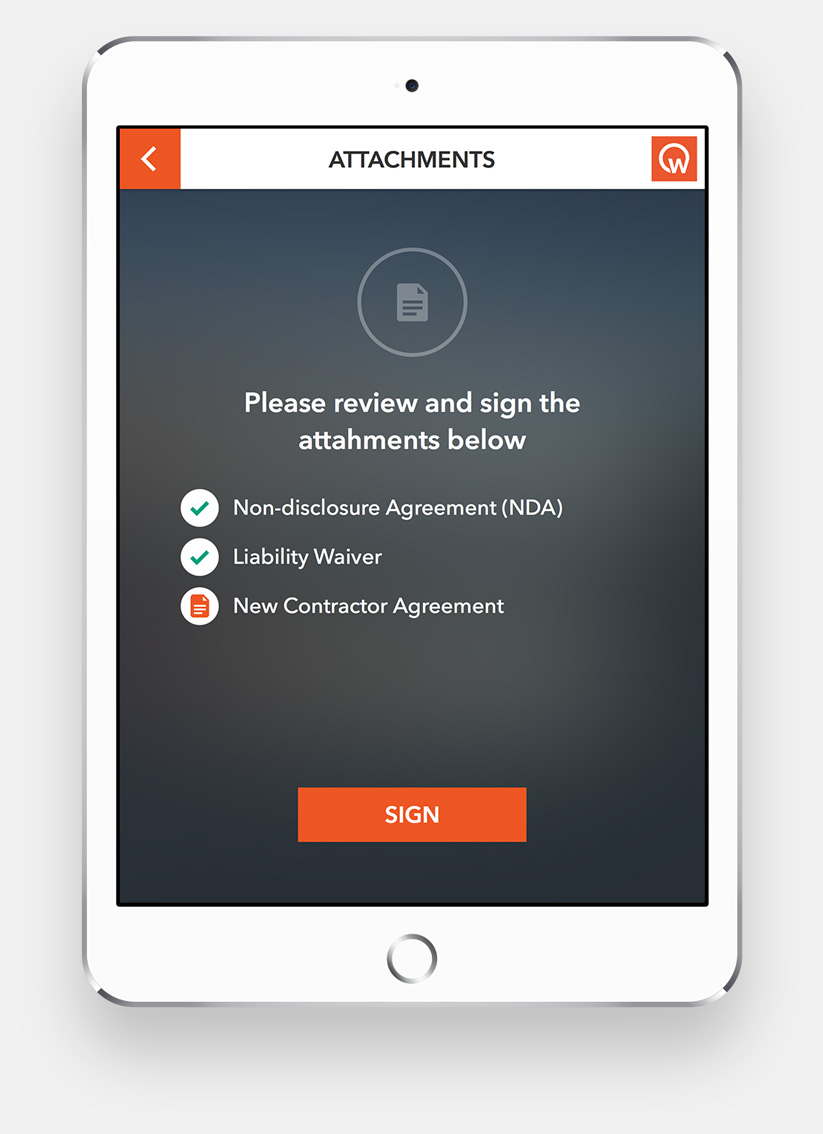 ATTACHMENTS
Please review and sign the
attahments below
Non-disclosure Agreement (NDA)
Liability Waiver
New Contractor Agreement
SIGN